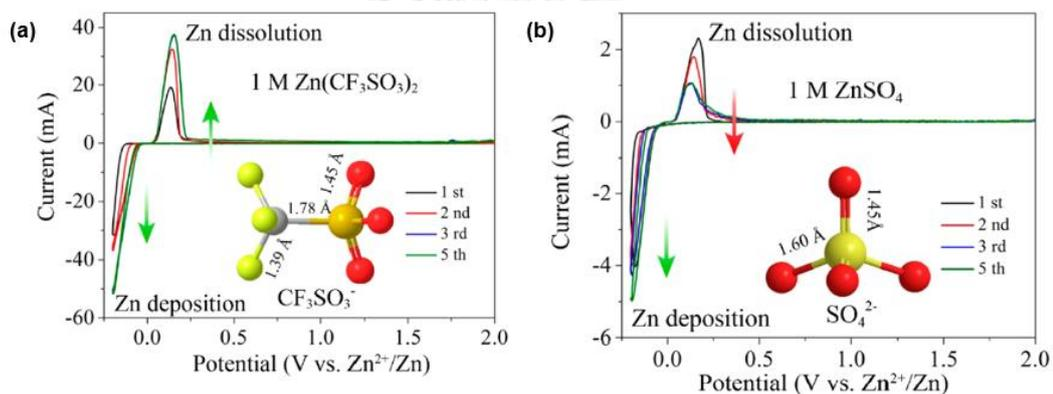 (a)
Zn dissolution
1 M Zn(CF₃SO₃)₂
Current (mA)
40
20
0
-20
-40
-60
1.78 Å
1.45 Å
1.39 Å
CF₃SO₃⁻
1 st
2 nd
3 rd
5 th
Zn deposition
0.0 0.5 1.0 1.5 2.0
Potential (V vs. Zn²⁺/Zn)
(b)
Zn dissolution
1 M ZnSO₄
Current (mA)
2
0
-2
-4
-6
1.45Å
1.60 Å
SO₄²⁻
1 st
2 nd
3 rd
5 th
Zn deposition
0.0 0.5 1.0 1.5 2.0
Potential (V vs. Zn²⁺/Zn)